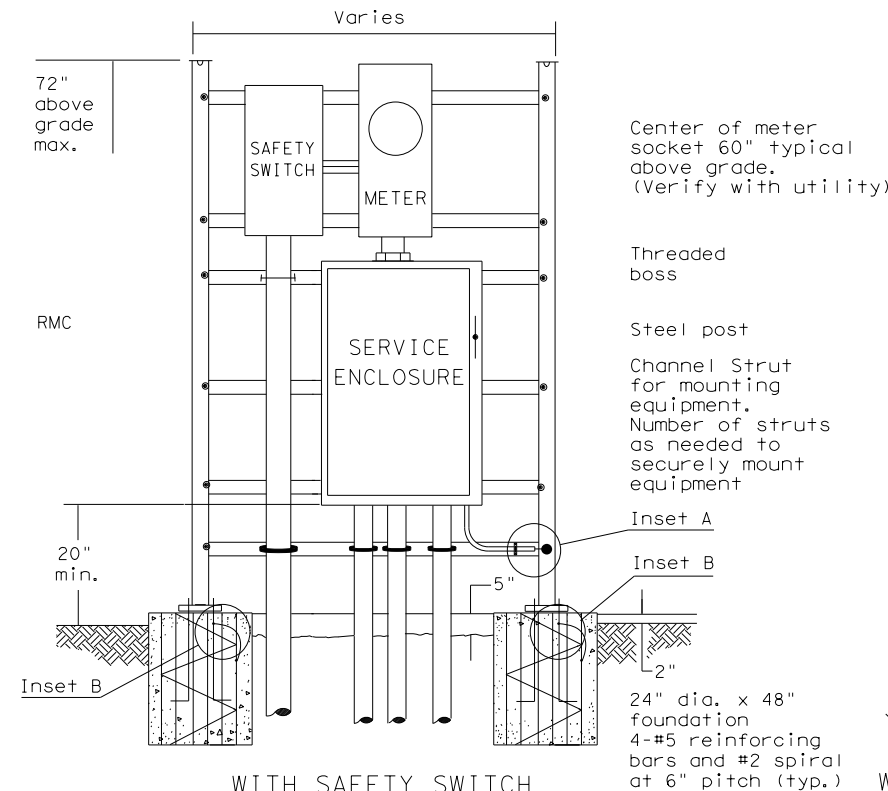 Varies
72"
above
grade
max.
SAFETY
SWITCH
METER
Center of meter
socket 60" typical
above grade.
(Verify with utility)
Threaded
boss
RMC
Steel post
SERVICE
ENCLOSURE
Channel Strut
for mounting
equipment.
Number of struts
as needed to
securely mount
equipment
Inset A
20"
min.
Inset B
5"
Inset B
2"
24" dia. x 48"
foundation
4-#5 reinforcing
bars and #2 spiral
at 6" pitch (typ.)
WITH SAFETY SWITCH